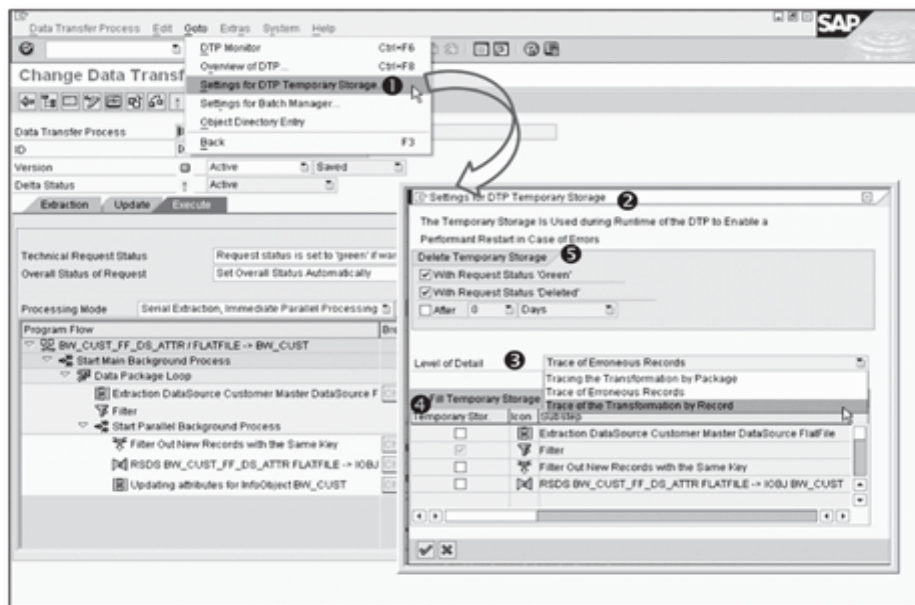 Data Transfer Process Edit Goto Extras System Help
SAP
DTP Monitor Ctrl+F6
Overview of DTP... Ctrl+F8
Settings for DTP Temporary Storage... ❶
Settings for Batch Manager...
Object Directory Entry
Back F3
Change Data Transf
Data Transfer Process
ID
Version Active Saved
Delta Status Active
Extraction Update Execute
Technical Request Status Request status is set to 'green' if war
Overall Status of Request Set Overall Status Automatically
Processing Mode Serial Extraction, Immediate Parallel Processing
Program Flow
BW_CUST_FF_DS_ATTR / FLATFILE -> BW_CUST
Start Main Background Process
Data Package Loop
Extraction DataSource Customer Master DataSource F
Filter
Start Parallel Background Process
Filter Out New Records with the Same Key
RSDS BW_CUST_FF_DS_ATTR FLATFILE -> IOBJ
Updating attributes for InfoObject BW_CUST
Settings for DTP Temporary Storage ❷
The Temporary Storage Is Used during Runtime of the DTP to Enable a
Performant Restart in Case of Errors
Delete Temporary Storage ❺
With Request Status 'Green'
With Request Status 'Deleted'
After 0 Days
Level of Detail ❸ Trace of Erroneous Records
Tracing the Transformation by Package
Trace of Erroneous Records
Trace of the Transformation by Record
❹ Fill Temporary Storage
Temporary Stor. Icon Substep
Extraction DataSource Customer Master DataSource FlatFile
Filter
Filter Out New Records with the Same Key
RSDS BW_CUST_FF_DS_ATTR FLATFILE -> IOBJ BW_CUST